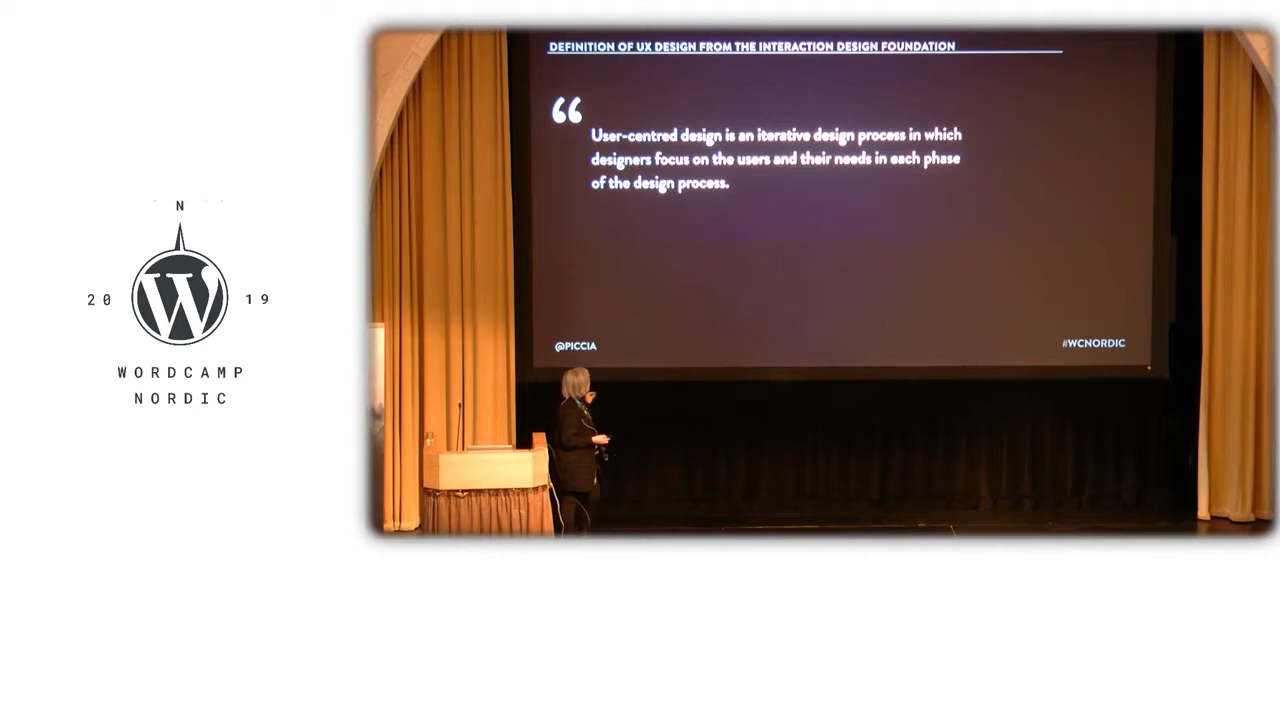 N
20 19
WORDCAMP
NORDIC
DEFINITION OF UX DESIGN FROM THE INTERACTION DESIGN FOUNDATION
“
User-centred design is an iterative design process in which
designers focus on the users and their needs in each phase
of the design process.
@PICCIA
#WCNORDIC